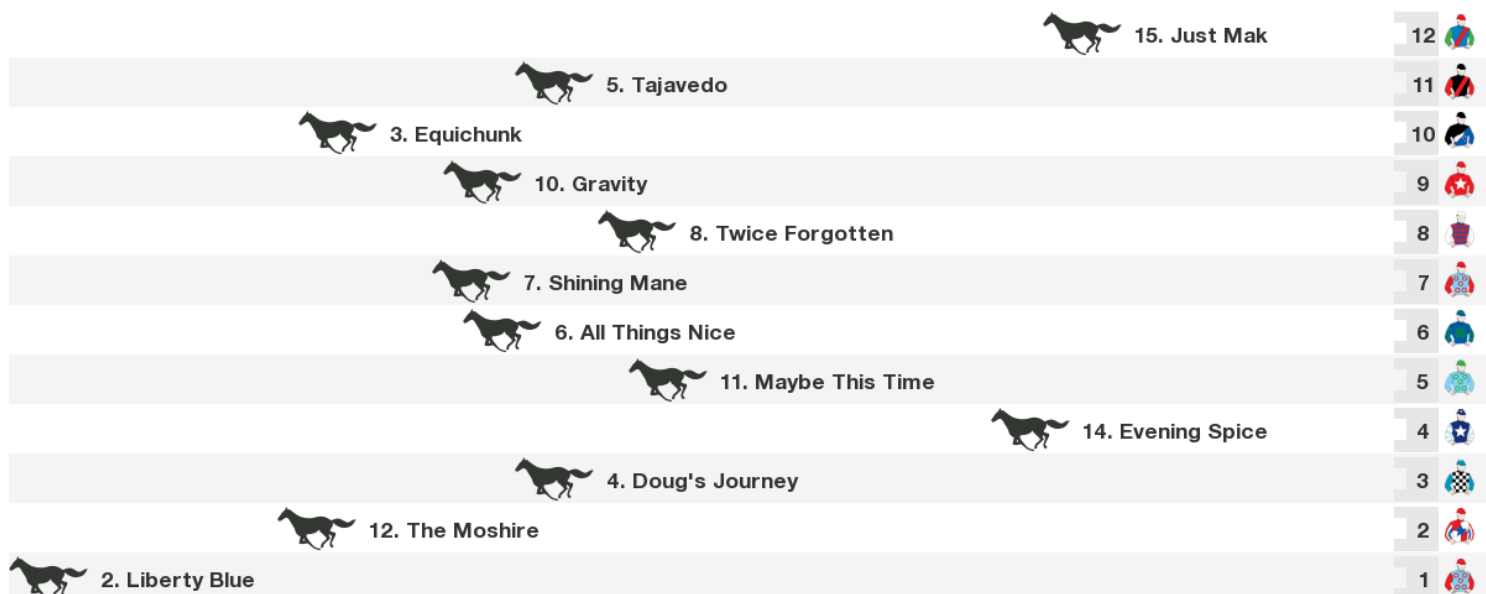 15. Just Mak 12
5. Tajavedo 11
3. Equichunk 10
10. Gravity 9
8. Twice Forgotten 8
7. Shining Mane 7
6. All Things Nice 6
11. Maybe This Time 5
14. Evening Spice 4
4. Doug's Journey 3
12. The Moshire 2
2. Liberty Blue 1